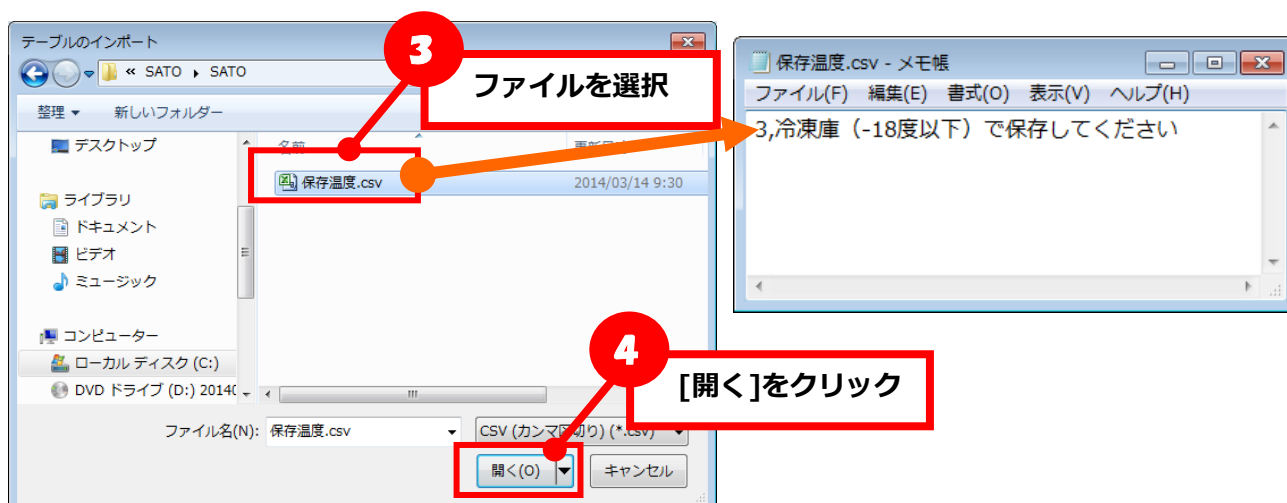 テーブルのインポート
« SATO ▸ SATO
整理 ▼ 新しいフォルダー
デスクトップ
ライブラリ
ドキュメント
ビデオ
ミュージック
コンピューター
ローカル ディスク (C:)
DVD ドライブ (D:) 2014
名前
保存温度.csv 2014/03/14 9:30
ファイル名(N): 保存温度.csv
CSV (カンマ区切り) (*.csv)
開く(O) キャンセル
3
ファイルを選択
4
[開く]をクリック
保存温度.csv - メモ帳
ファイル(F) 編集(E) 書式(O) 表示(V) ヘルプ(H)
3,冷凍庫（-18度以下）で保存してください